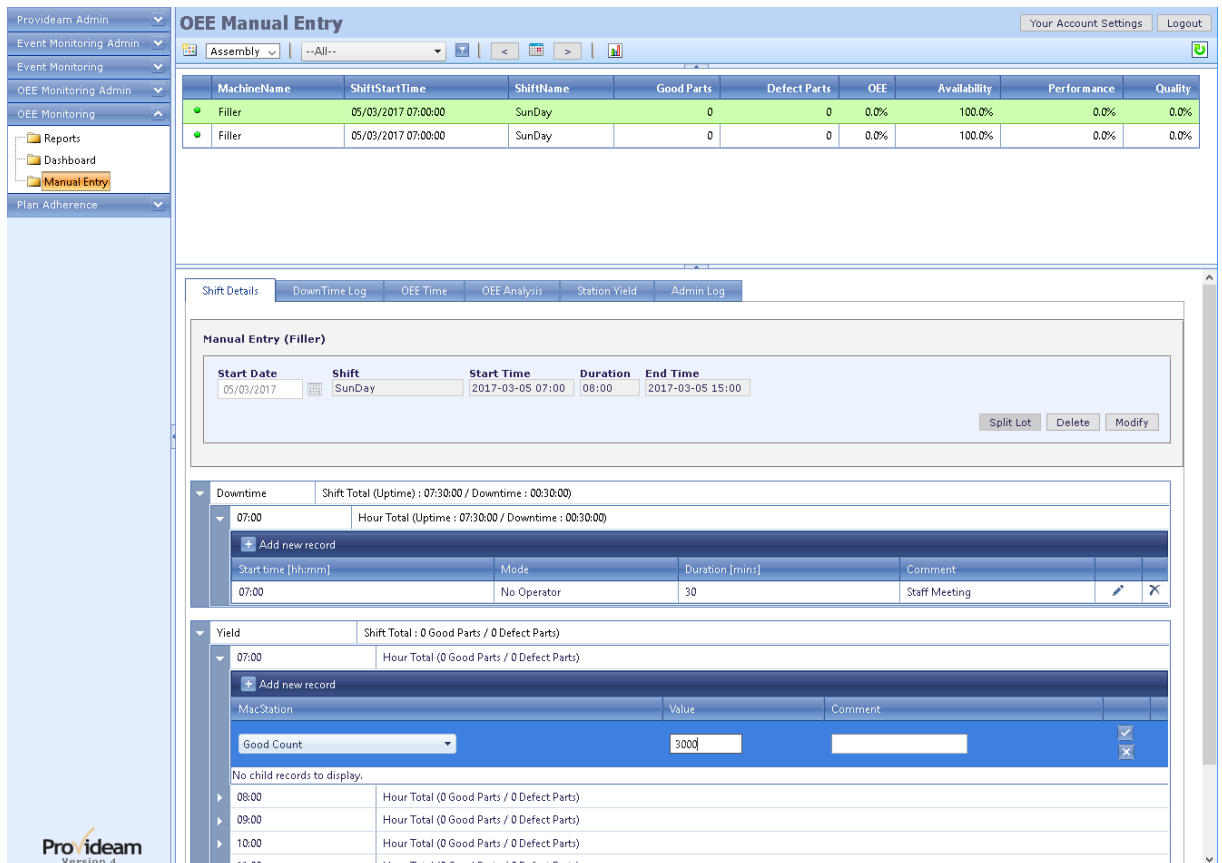 Provideam Admin
Event Monitoring Admin
Event Monitoring
OEE Monitoring Admin
OEE Monitoring
Reports
Dashboard
Manual Entry
Plan Adherence
Provideam
Version 4
OEE Manual Entry
Your Account Settings Logout
Assembly --All-- < >
MachineName ShiftStartTime ShiftName Good Parts Defect Parts OEE Availability Performance Quality
Filler 05/03/2017 07:00:00 SunDay 0 0 0.0% 100.0% 0.0% 0.0%
Filler 05/03/2017 07:00:00 SunDay 0 0 0.0% 100.0% 0.0% 0.0%
Shift Details DownTime Log OEE Time OEE Analysis Station Yield Admin Log
Manual Entry (Filler)
Start Date Shift Start Time Duration End Time
05/03/2017 SunDay 2017-03-05 07:00 08:00 2017-03-05 15:00
Split Lot Delete Modify
Downtime Shift Total (Uptime) : 07:30:00 / Downtime : 00:30:00)
07:00 Hour Total (Uptime : 07:30:00 / Downtime : 00:30:00)
+ Add new record
Start time [hh:mm] Mode Duration [mins] Comment
07:00 No Operator 30 Staff Meeting
Yield Shift Total : 0 Good Parts / 0 Defect Parts)
07:00 Hour Total (0 Good Parts / 0 Defect Parts)
+ Add new record
MacStation Value Comment
Good Count 3000
No child records to display.
08:00 Hour Total (0 Good Parts / 0 Defect Parts)
09:00 Hour Total (0 Good Parts / 0 Defect Parts)
10:00 Hour Total (0 Good Parts / 0 Defect Parts)